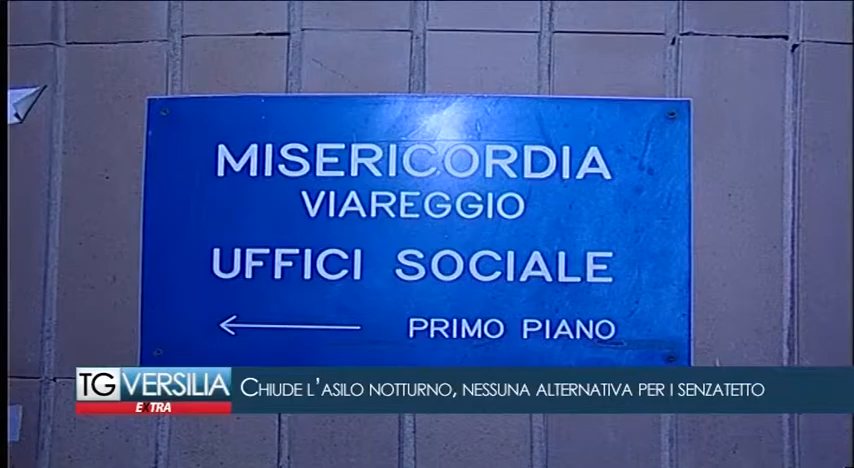 MISERICORDIA
VIAREGGIO
UFFICI SOCIALE
PRIMO PIANO
TG VERSILIA
EXTRA
CHIUDE L'ASILO NOTTURNO, NESSUNA ALTERNATIVA PER I SENZATETTO